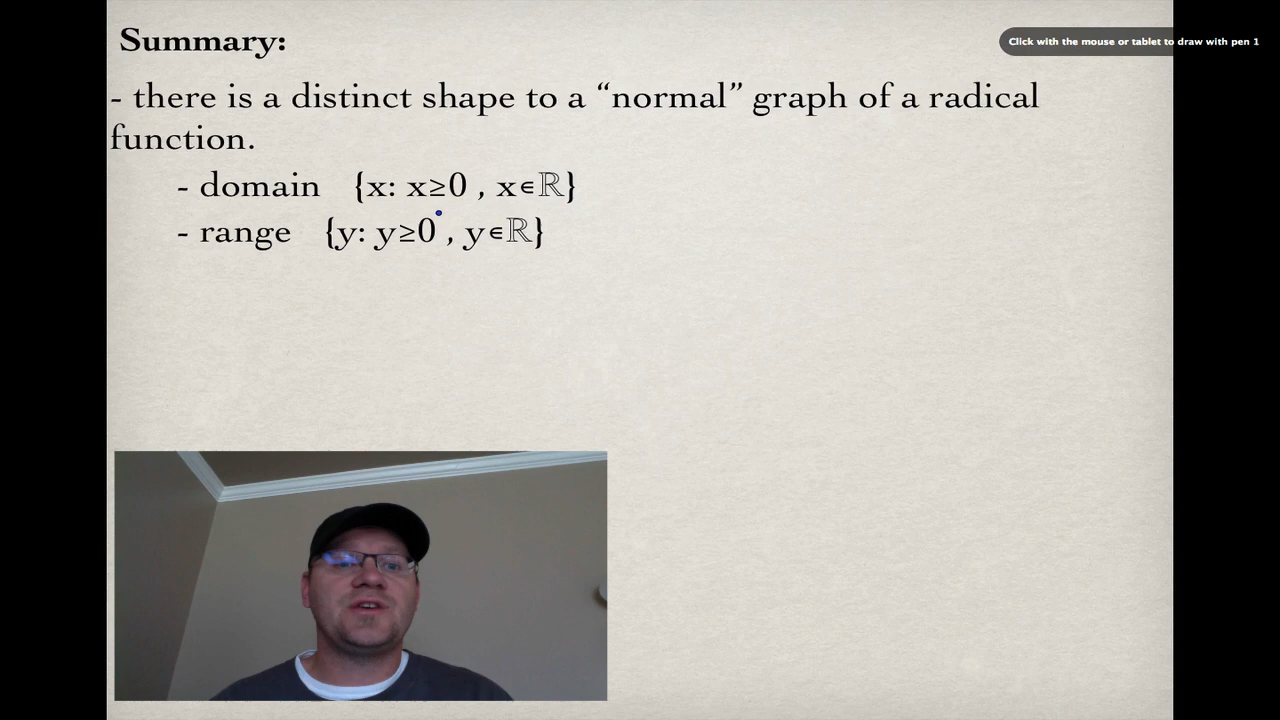 Summary:
Click with the mouse or tablet to draw with pen 1
- there is a distinct shape to a “normal” graph of a radical
function.
- domain {x: x≥0 , x∊ℝ}
- range {y: y≥0 , y∊ℝ}